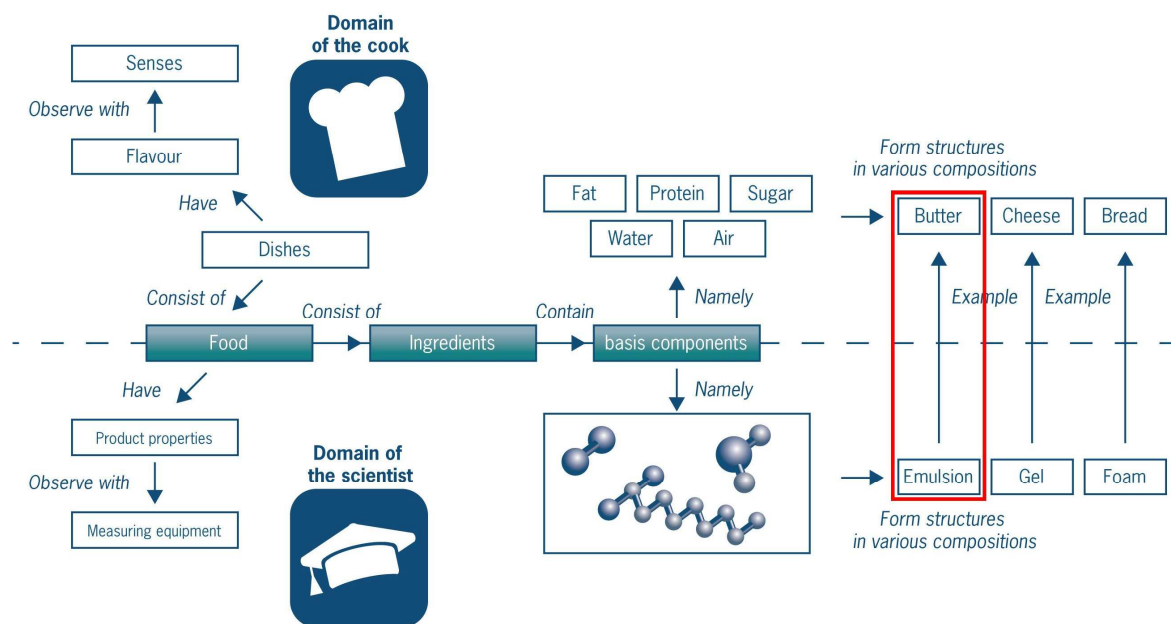 Domain
of the cook
Senses
Observe with
Flavour
Have
Dishes
Consist of
Food
Consist of
Ingredients
Contain
basis components
Namely
Fat
Protein
Sugar
Water
Air
Form structures
in various compositions
Butter
Cheese
Bread
Example
Example
Have
Product properties
Observe with
Measuring equipment
Domain of
the scientist
Namely
Emulsion
Gel
Foam
Form structures
in various compositions